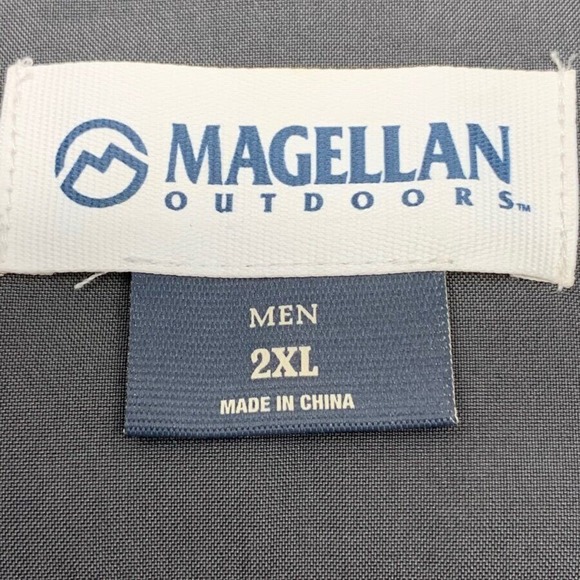 MAGELLAN
OUTDOORS™
MEN
2XL
MADE IN CHINA